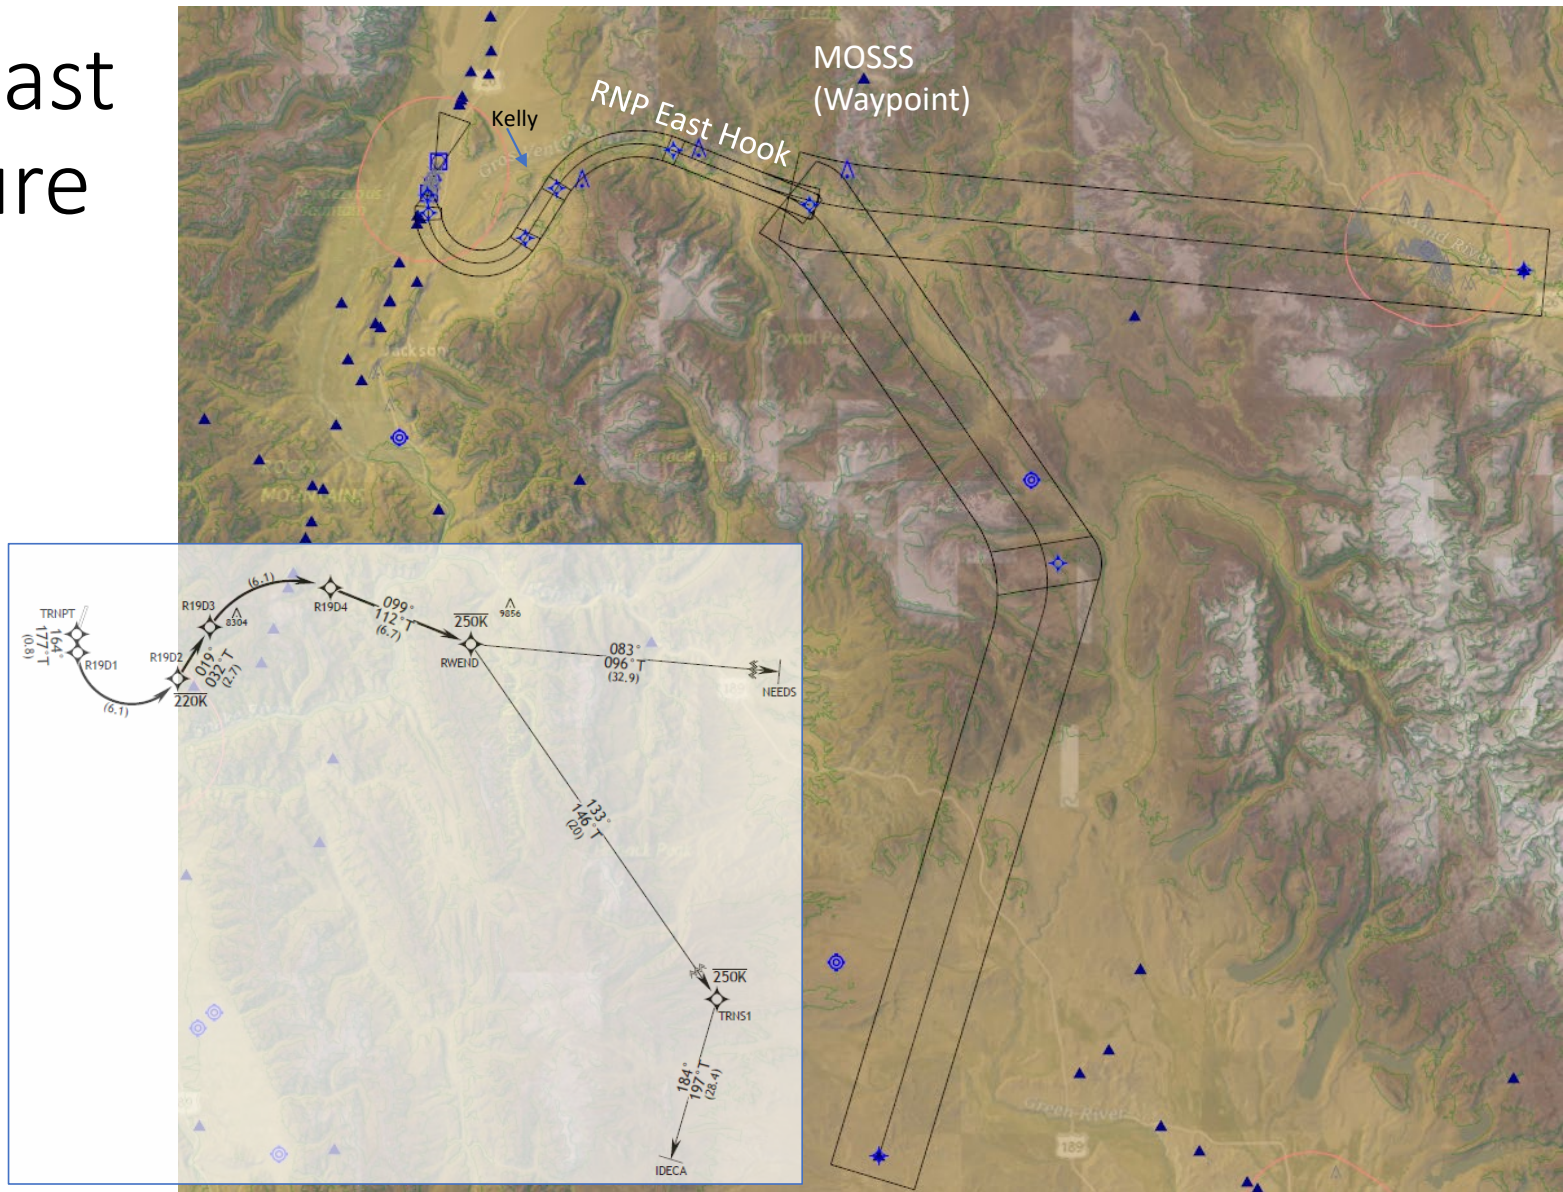 ast
ure
MOSSS
(Waypoint)
RNP East Hook
Kelly
Jackson
MOUNTAINS
Green River
189
TRNPT
164°
177°T
(0.8)
R19D1
(6.1)
R19D2
220K
019°
032°T
(2.7)
R19D3
8304
(6.1)
R19D4
099°
112°T
(6.7)
250K
9856
RWEND
083°
096°T
(32.9)
NEEDS
133°
146°T
(20)
250K
TRNS1
184°
197°T
(28.4)
IDECA